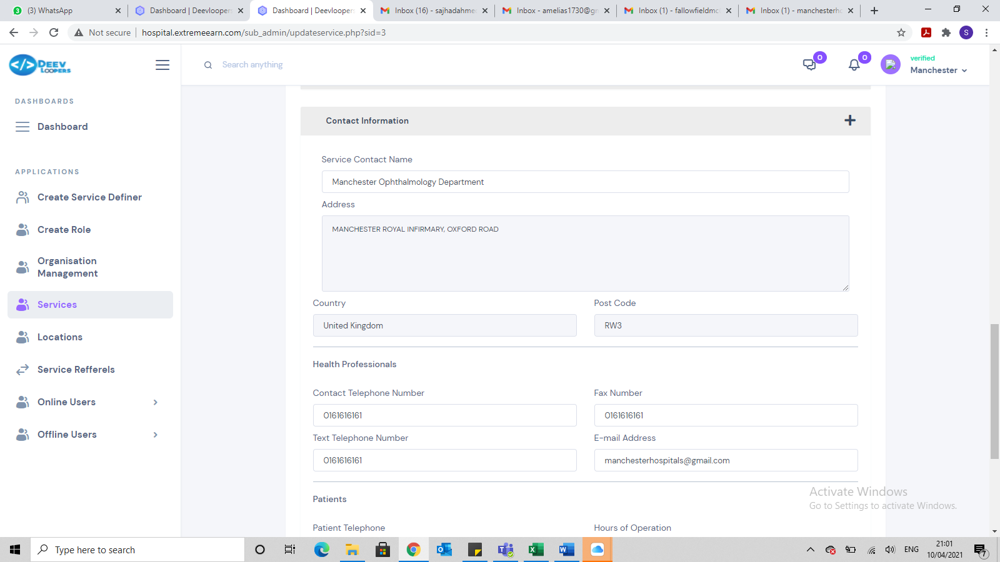 (3) WhatsApp
Dashboard | Deevlooper
Dashboard | Deevlooper
Inbox (16) - sajhadahme
Inbox - amelias1730@g
Inbox (1) - fallowfieldm
Inbox (1) - manchesterh
Not secure
hospital.extremeearn.com/sub_admin/updateservice.php?sid=3
S
</> DEEV
LOOPERS
Search anything
0
0
verified
Manchester
DASHBOARDS
Dashboard
APPLICATIONS
Create Service Definer
Create Role
Organisation
Management
Services
Locations
Service Refferels
Online Users
Offline Users
Contact Information
Service Contact Name
Manchester Ophthalmology Department
Address
MANCHESTER ROYAL INFIRMARY, OXFORD ROAD
Country
Post Code
United Kingdom
RW3
Health Professionals
Contact Telephone Number
Fax Number
0161616161
0161616161
Text Telephone Number
E-mail Address
0161616161
manchesterhospitals@gmail.com
Patients
Patient Telephone
Hours of Operation
Activate Windows
Go to Settings to activate Windows.
Type here to search
ENG
21:01
10/04/2021
7